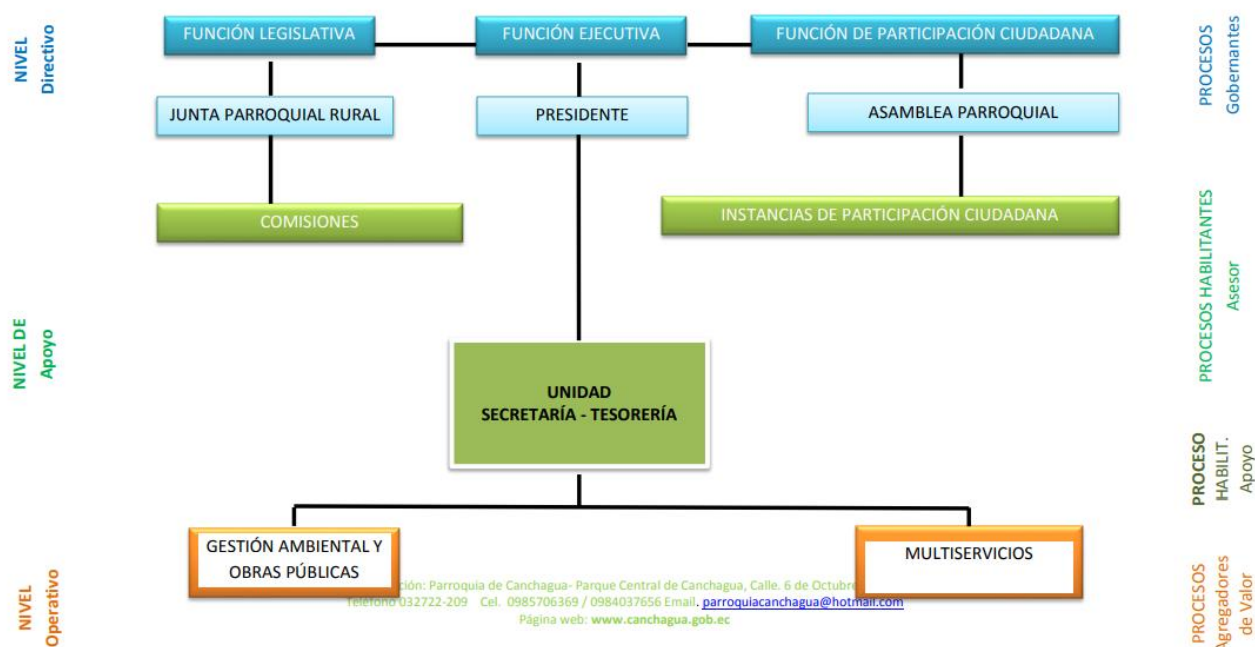 NIVEL
Directivo
FUNCIÓN LEGISLATIVA
FUNCIÓN EJECUTIVA
FUNCIÓN DE PARTICIPACIÓN CIUDADANA
PROCESOS
Gobernantes
JUNTA PARROQUIAL RURAL
PRESIDENTE
ASAMBLEA PARROQUIAL
COMISIONES
INSTANCIAS DE PARTICIPACIÓN CIUDADANA
PROCESOS HABILITANTES
Asesor
NIVEL DE
Apoyo
UNIDAD
SECRETARÍA - TESORERÍA
PROCESO
HABILIT.
Apoyo
NIVEL
Operativo
GESTIÓN AMBIENTAL Y
OBRAS PÚBLICAS
MULTISERVICIOS
PROCESOS
Agregadores
de Valor
Parroquia de Canchagua- Parque Central de Canchagua, Calle. 6 de Octubre
Teléfono 032722-209 Cel. 0985706369 / 0984037656 Email. parroquiacanchagua@hotmail.com
Página web: www.canchagua.gob.ec